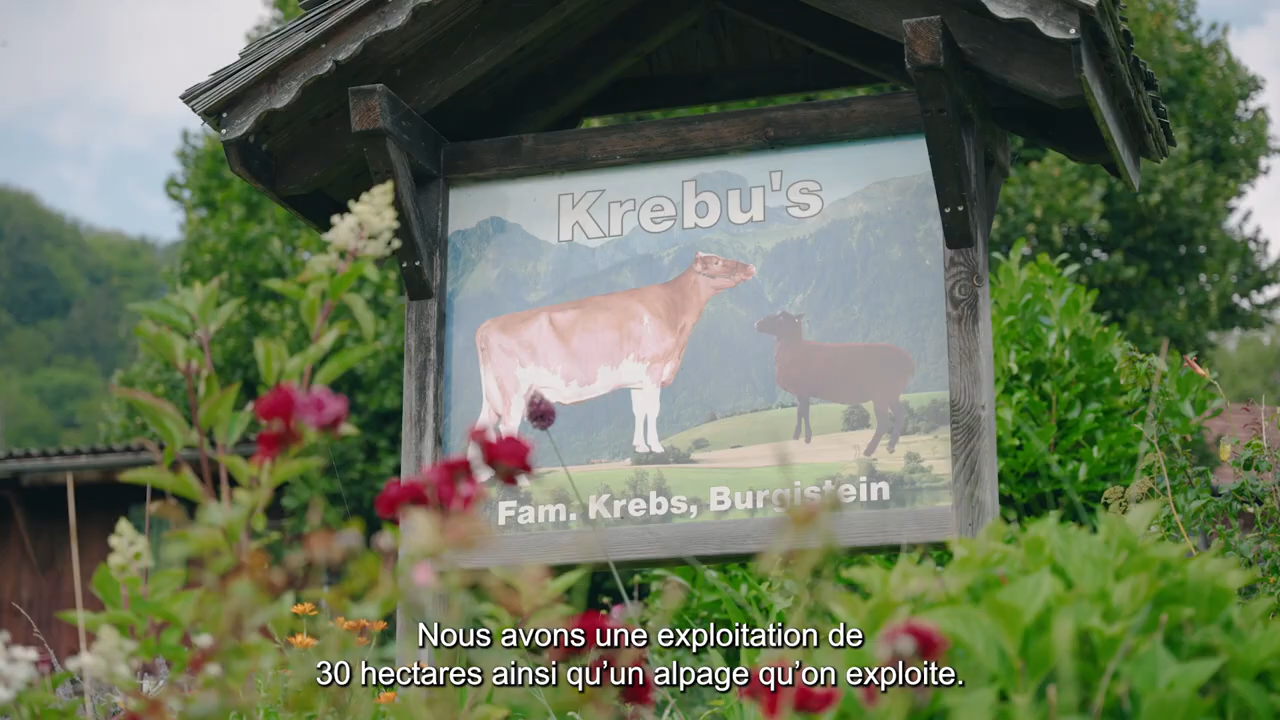 Krebu's
Fam. Krebs, Burgistein
Nous avons une exploitation de
30 hectares ainsi qu’un alpage qu’on exploite.